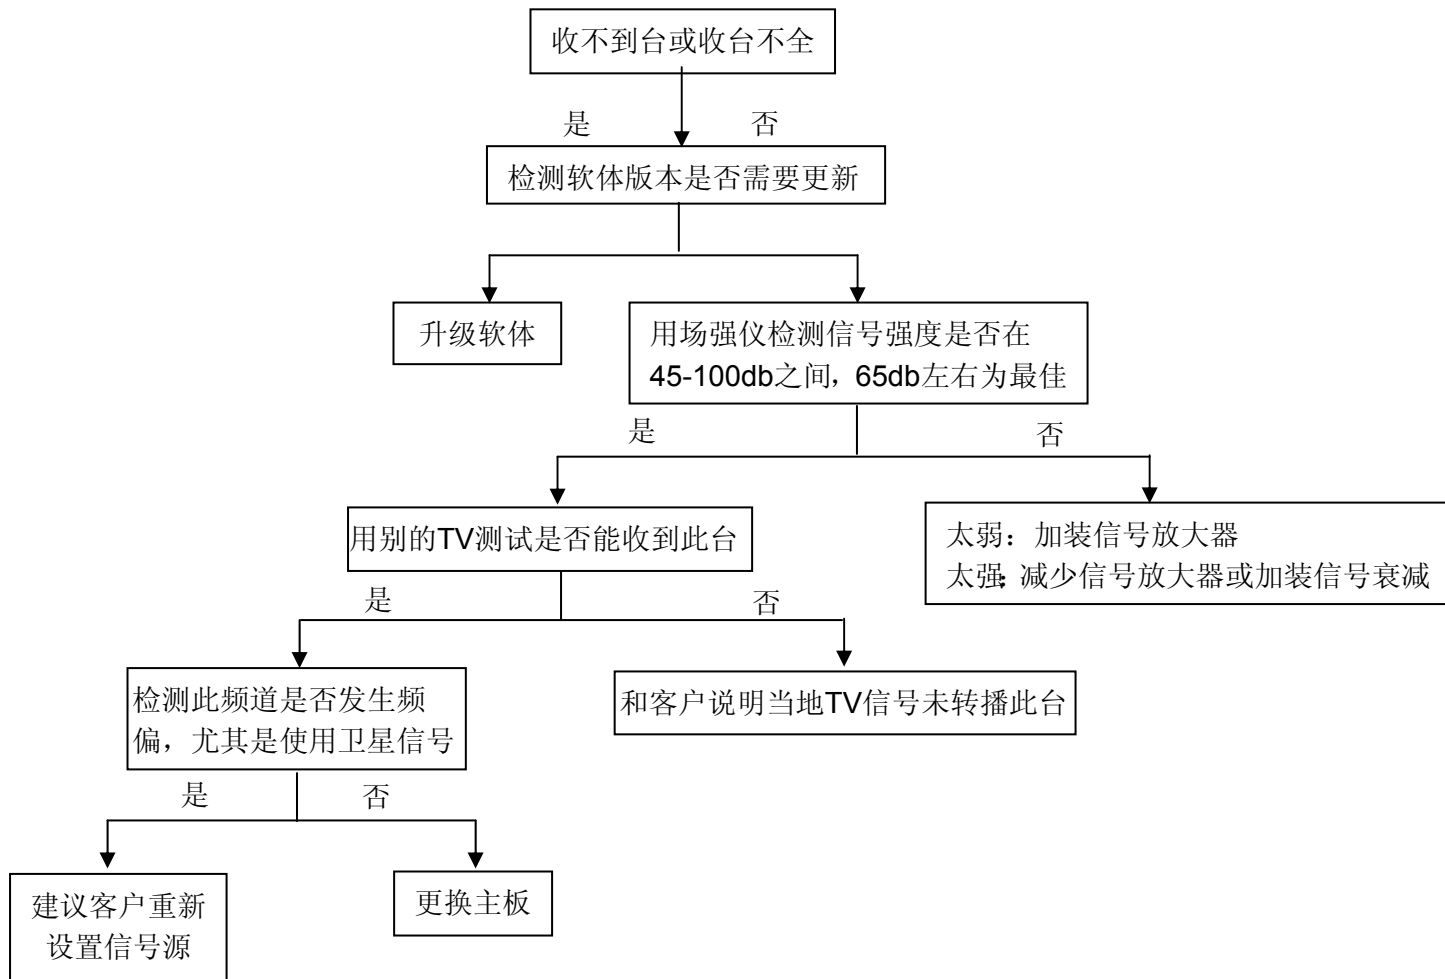 收不到台或收台不全
是 否
检测软体版本是否需要更新
升级软体
用场强仪检测信号强度是否在
45-100db之间，65db左右为最佳
是 否
用别的TV测试是否能收到此台
太弱：加装信号放大器
太强：减少信号放大器或加装信号衰减
是 否
检测此频道是否发生频
偏，尤其是使用卫星信号
和客户说明当地TV信号未转播此台
是 否
建议客户重新
设置信号源
更换主板